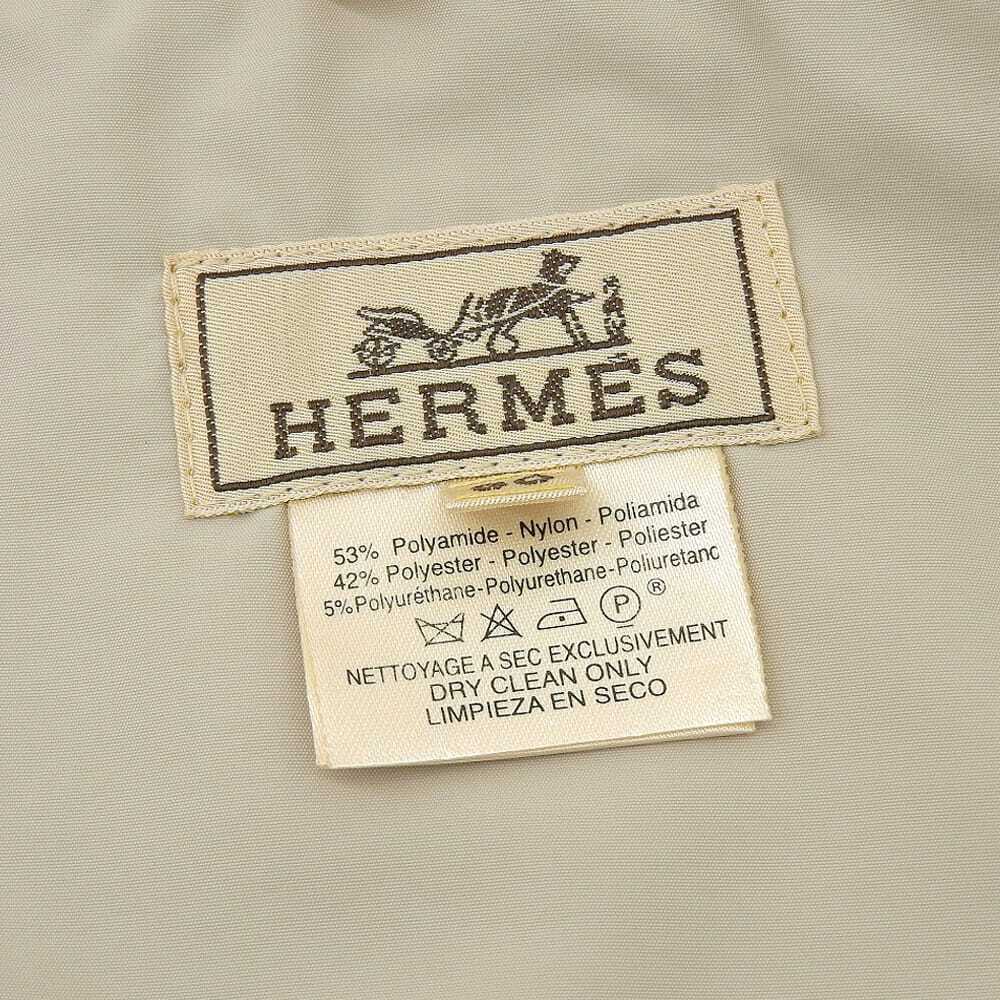 HERMÈS
53% Polyamide - Nylon - Poliamida
42% Polyester - Polyester - Poliester
5%Polyuréthane-Polyurethane-Poliuretano
P ®
NETTOYAGE A SEC EXCLUSIVEMENT
DRY CLEAN ONLY
LIMPIEZA EN SECO